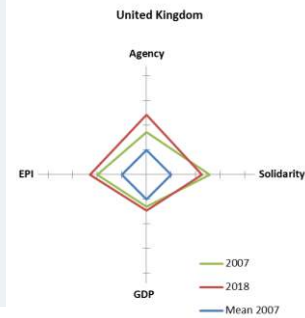 United Kingdom
Agency
EPI
Solidarity
GDP
2007
2018
Mean 2007